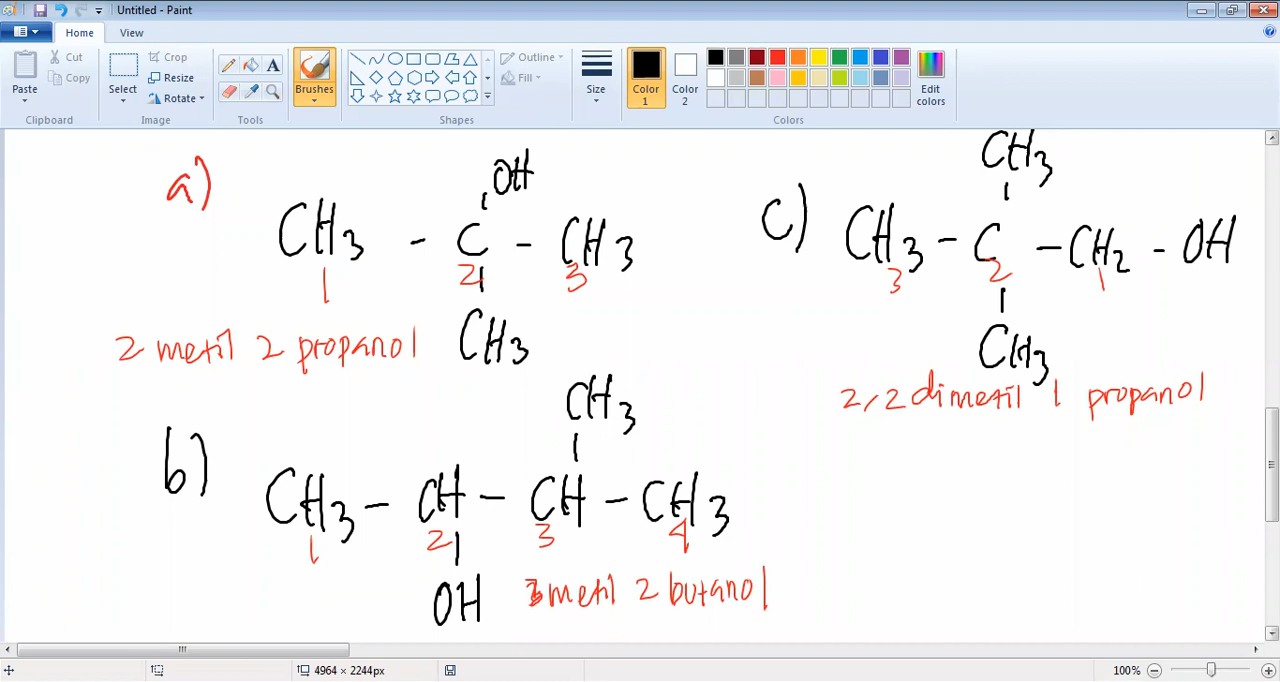 Untitled - Paint
Home View
Paste
Cut
Copy
Clipboard
Select
Crop
Resize
Rotate
Image
Tools
Brushes
Shapes
Outline
Fill
Size
Color 1
Color 2
Edit colors
Colors
a)
OH
CH3 - C - CH3
1 2 3
CH3
2 metil 2 propanol
c)
CH3
CH3 - C - CH2 - OH
3 2 1
CH3
2,2 dimetil 1 propanol
b)
CH3
CH3 - CH - CH - CH3
1 2 3 4
OH
3 metil 2 butanol
4964 × 2244px
100%